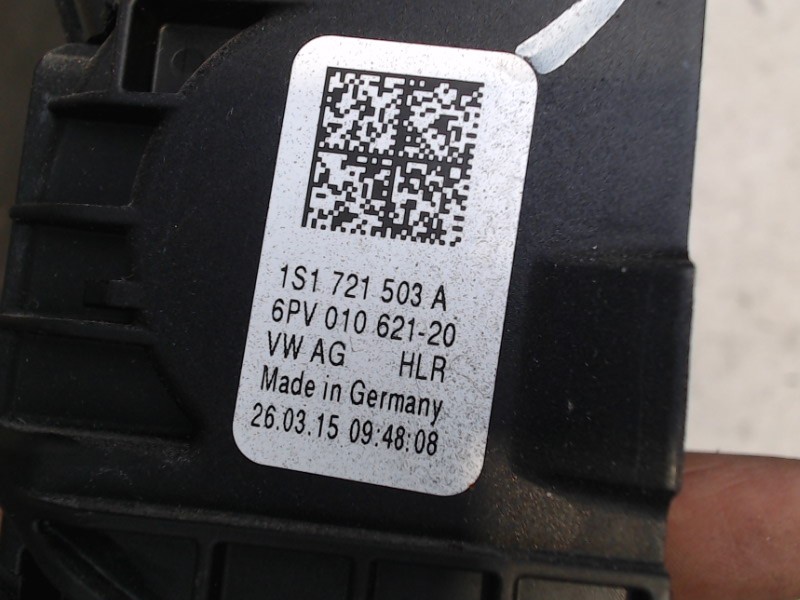 1S1 721 503 A
6PV 010 621-20
VW AG HLR
Made in Germany
26.03.15 09:48:08